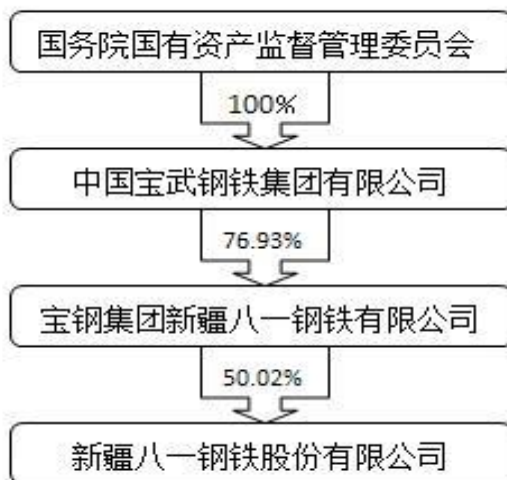 国务院国有资产监督管理委员会
100%
中国宝武钢铁集团有限公司
76.93%
宝钢集团新疆八一钢铁有限公司
50.02%
新疆八一钢铁股份有限公司